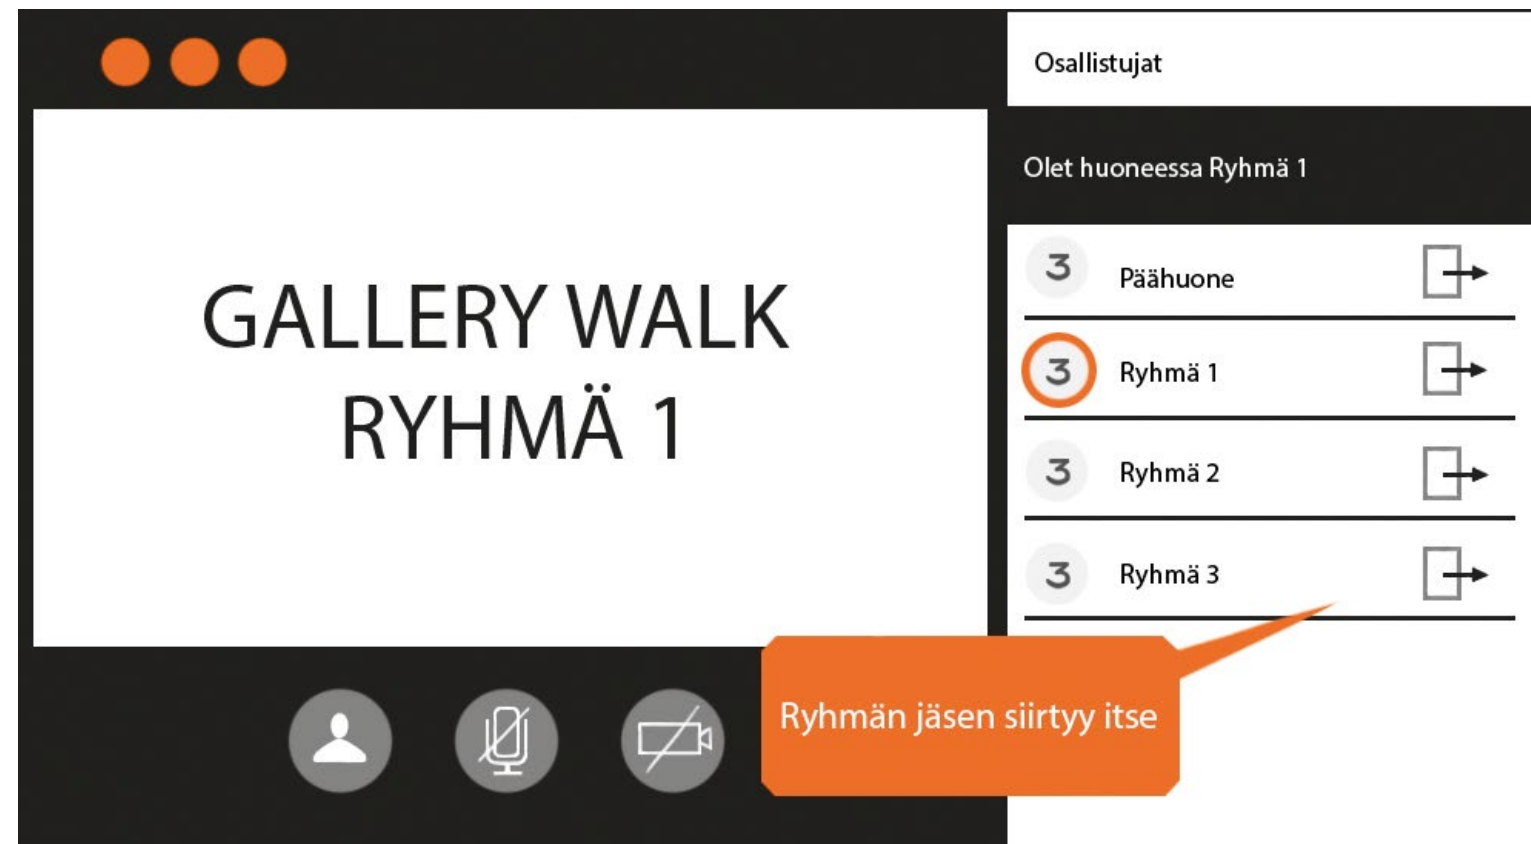 Osallistujat
Olet huoneessa Ryhmä 1
GALLERY WALK
RYHMÄ 1
3 Päähuone
3 Ryhmä 1
3 Ryhmä 2
3 Ryhmä 3
Ryhmän jäsen siirtyy itse